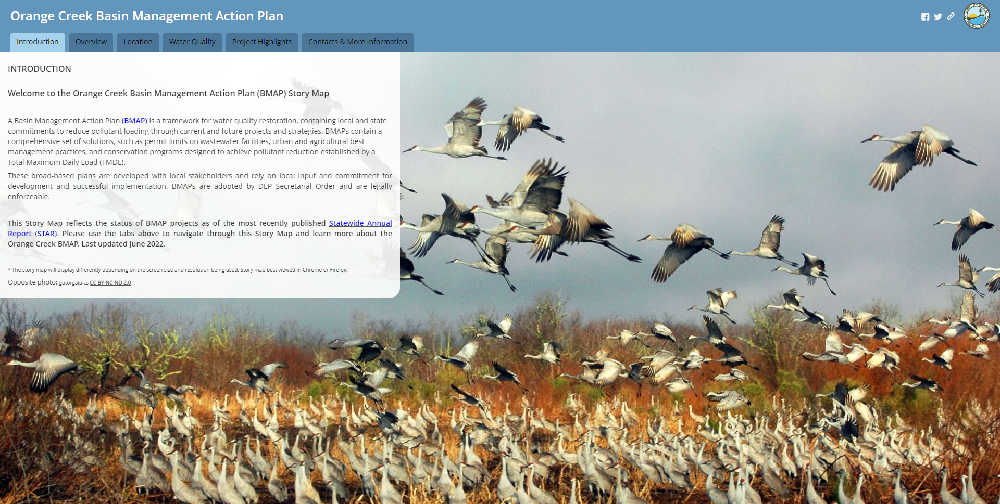 Orange Creek Basin Management Action Plan
Introduction
Overview
Location
Water Quality
Project Highlights
Contacts & More Information
INTRODUCTION
Welcome to the Orange Creek Basin Management Action Plan (BMAP) Story Map
A Basin Management Action Plan (BMAP) is a framework for water quality restoration, containing local and state
commitments to reduce pollutant loading through current and future projects and strategies. BMAPs contain a
comprehensive set of solutions, such as permit limits on wastewater facilities, urban and agricultural best
management practices, and conservation programs designed to achieve pollutant reduction established by a
Total Maximum Daily Load (TMDL).
These broad-based plans are developed with local stakeholders and rely on local input and commitment for
development and successful implementation. BMAPs are adopted by DEP Secretarial Order and are legally
enforceable.
This Story Map reflects the status of BMAP projects as of the most recently published Statewide Annual
Report (STAR). Please use the tabs above to navigate through this Story Map and learn more about the
Orange Creek BMAP. Last updated June 2022.
* The story map will display differently depending on the screen size and resolution being used. Story map best viewed in Chrome or Firefox.
Opposite photo: gatorgalpics CC BY-NC-ND 2.0